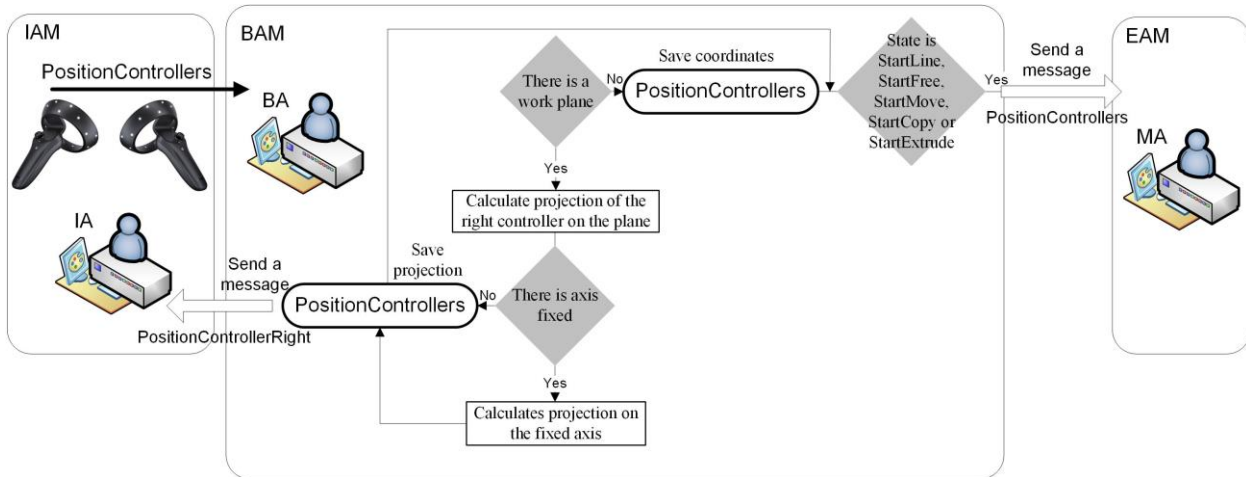 IAM
PositionControllers
IA
BAM
BA
There is a
work plane
No
Save coordinates
PositionControllers
State is
StartLine,
StartFree,
StartMove,
StartCopy or
StartExtrude
Yes
Send a
message
PositionControllers
EAM
MA
Yes
Calculate projection of the
right controller on the plane
There is axis
fixed
No
Save
projection
PositionControllers
Send a
message
PositionControllerRight
Yes
Calculates projection on
the fixed axis